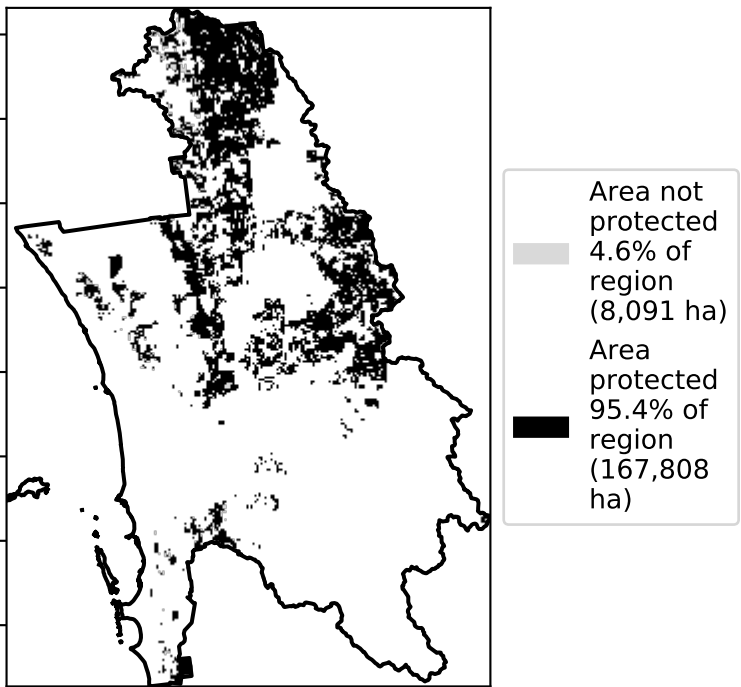 Area not
protected
4.6% of
region
(8,091 ha)
Area
protected
95.4% of
region
(167,808
ha)